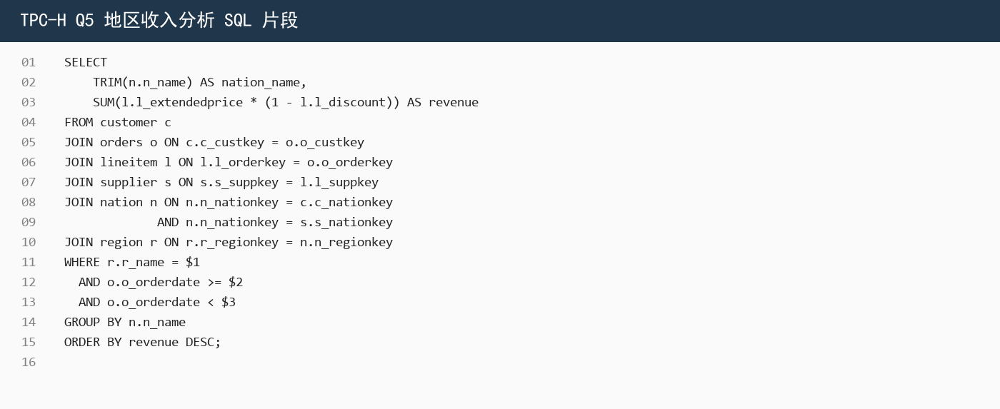 TPC-H Q5 地区收入分析 SQL 片段
01    SELECT
02        TRIM(n.n_name) AS nation_name,
03        SUM(l.l_extendedprice * (1 - l.l_discount)) AS revenue
04    FROM customer c
05    JOIN orders o ON c.c_custkey = o.o_custkey
06    JOIN lineitem l ON l.l_orderkey = o.o_orderkey
07    JOIN supplier s ON s.s_suppkey = l.l_suppkey
08    JOIN nation n ON n.n_nationkey = c.c_nationkey
09                 AND n.n_nationkey = s.s_nationkey
10    JOIN region r ON r.r_regionkey = n.n_regionkey
11    WHERE r.r_name = $1
12      AND o.o_orderdate >= $2
13      AND o.o_orderdate < $3
14    GROUP BY n.n_name
15    ORDER BY revenue DESC;
16